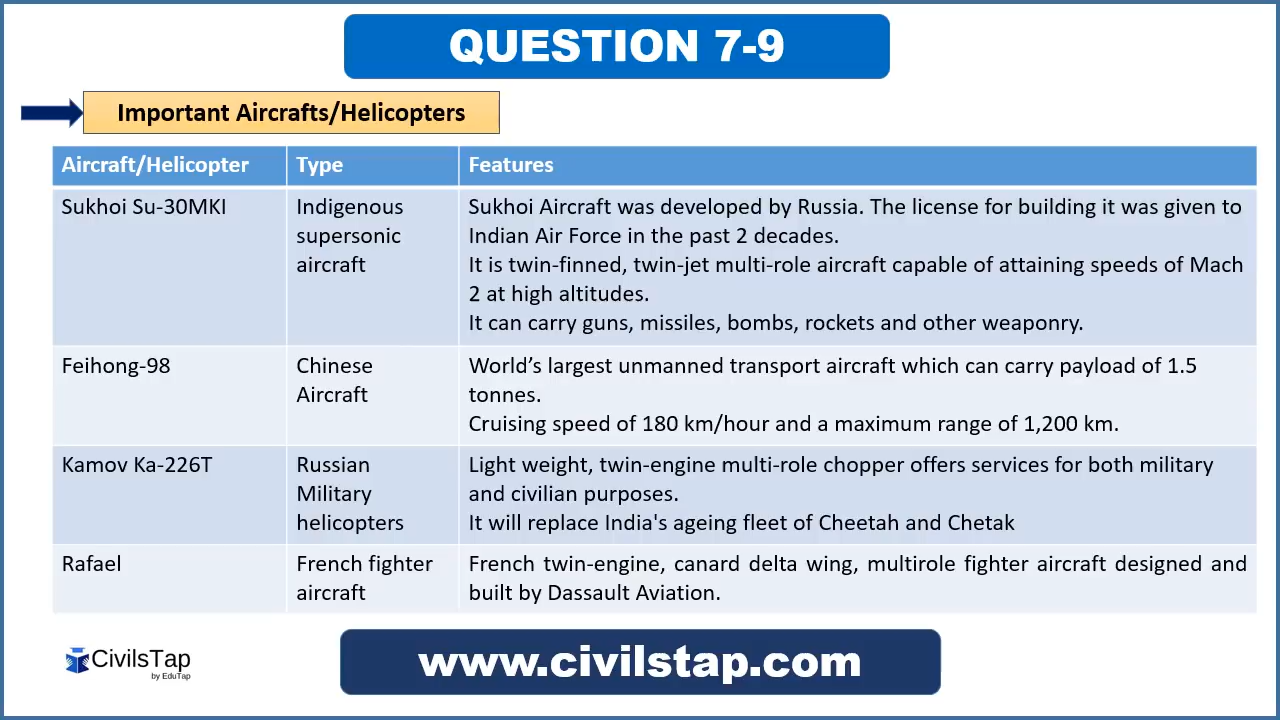 QUESTION 7-9
Important Aircrafts/Helicopters
Aircraft/Helicopter
Type
Features
Sukhoi Su-30MKI
Indigenous
supersonic
aircraft
Sukhoi Aircraft was developed by Russia. The license for building it was given to
Indian Air Force in the past 2 decades.
It is twin-finned, twin-jet multi-role aircraft capable of attaining speeds of Mach
2 at high altitudes.
It can carry guns, missiles, bombs, rockets and other weaponry.
Feihong-98
Chinese
Aircraft
World’s largest unmanned transport aircraft which can carry payload of 1.5
tonnes.
Cruising speed of 180 km/hour and a maximum range of 1,200 km.
Kamov Ka-226T
Russian
Military
helicopters
Light weight, twin-engine multi-role chopper offers services for both military
and civilian purposes.
It will replace India's ageing fleet of Cheetah and Chetak
Rafael
French fighter
aircraft
French twin-engine, canard delta wing, multirole fighter aircraft designed and
built by Dassault Aviation.
CivilsTap
by EduTap
www.civilstap.com